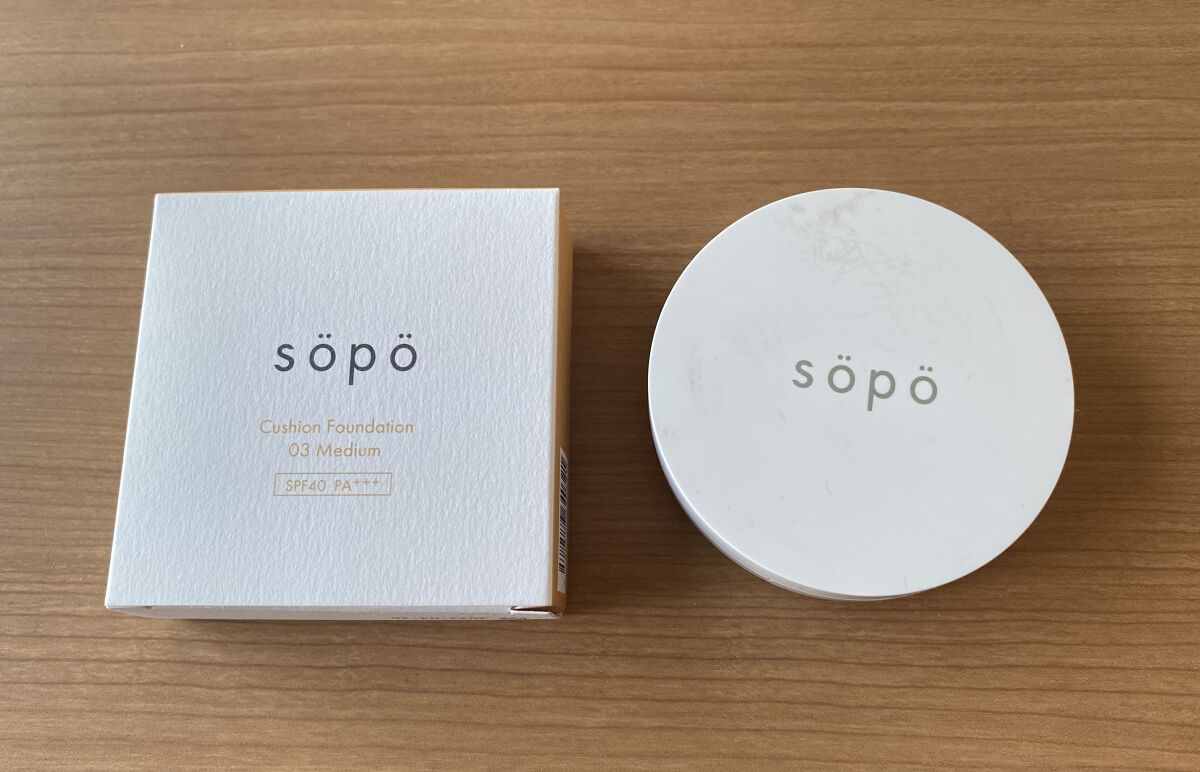 söpö
Cushion Foundation
03 Medium
SPF40 PA+++
söpö